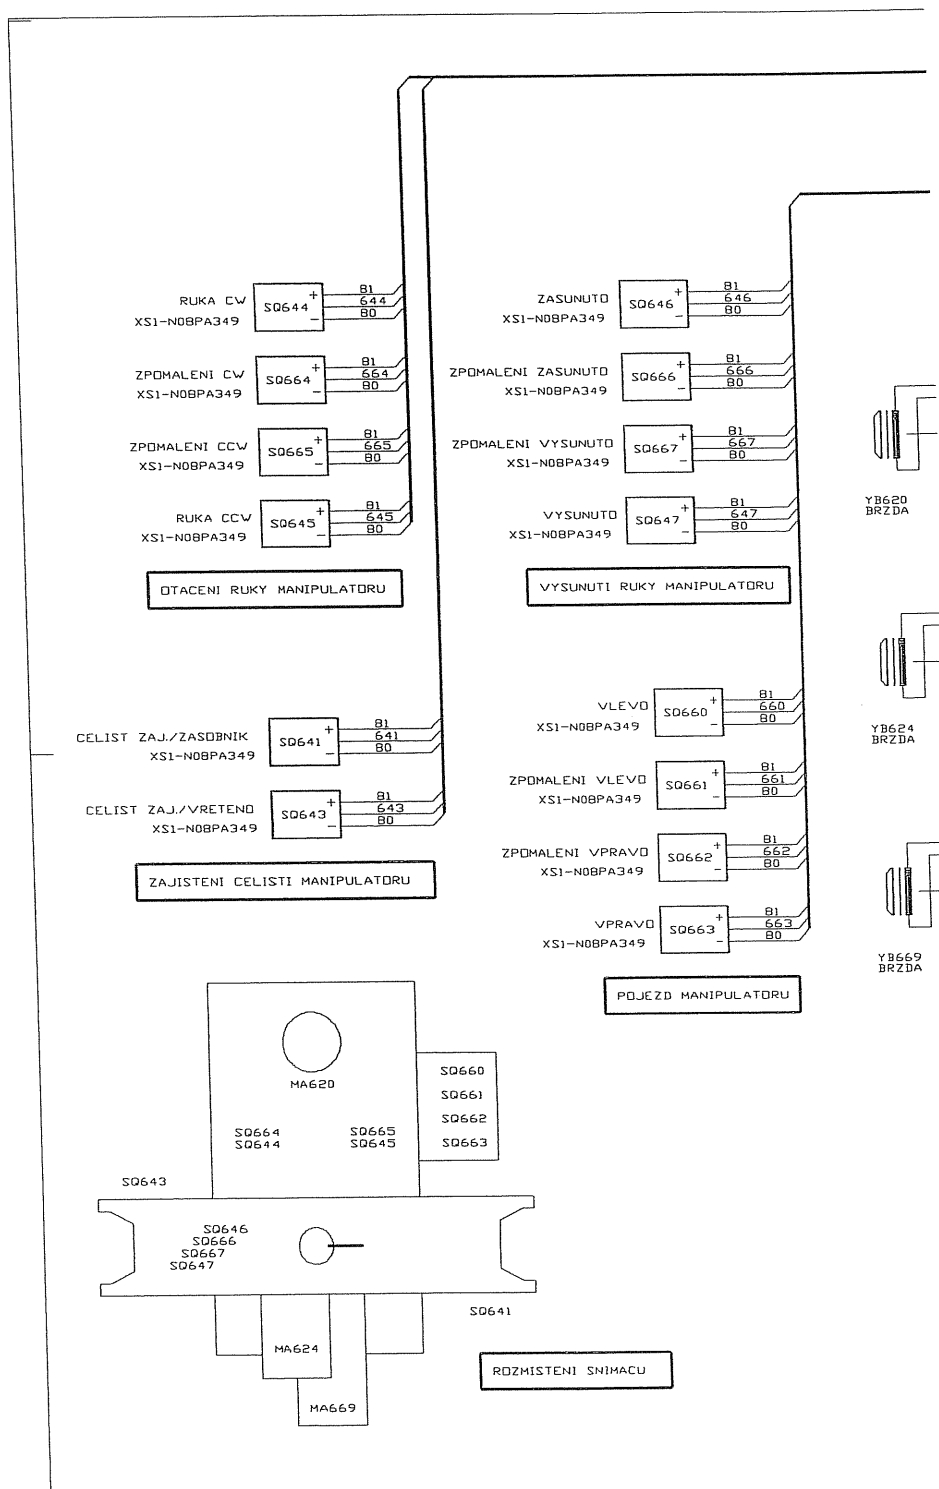 RUKA CW
XS1-N08PA349
SQ644
+
-
81
644
80
ZPOMALENI CW
XS1-N08PA349
SQ664
+
-
81
664
80
ZPOMALENI CCW
XS1-N08PA349
SQ665
+
-
81
665
80
RUKA CCW
XS1-N08PA349
SQ645
+
-
81
645
80
OTACENI RUKY MANIPULATORU
ZASUNUTO
XS1-N08PA349
SQ646
+
-
81
646
80
ZPOMALENI ZASUNUTO
XS1-N08PA349
SQ666
+
-
81
666
80
ZPOMALENI VYSUNUTO
XS1-N08PA349
SQ667
+
-
81
667
80
VYSUNUTO
XS1-N08PA349
SQ647
+
-
81
647
80
VYSUNUTI RUKY MANIPULATORU
YB620
BRZDA
YB624
BRZDA
YB669
BRZDA
CELIST ZAJ./ZASOBNIK
XS1-N08PA349
SQ641
+
-
81
641
80
CELIST ZAJ./VRETENO
XS1-N08PA349
SQ643
+
-
81
643
80
ZAJISTENI CELISTI MANIPULATORU
VLEVO
XS1-N08PA349
SQ660
+
-
81
660
80
ZPOMALENI VLEVO
XS1-N08PA349
SQ661
+
-
81
661
80
ZPOMALENI VPRAVO
XS1-N08PA349
SQ662
+
-
81
662
80
VPRAVO
XS1-N08PA349
SQ663
+
-
81
663
80
POJEZD MANIPULATORU
MA620
SQ660
SQ661
SQ662
SQ663
SQ664
SQ644
SQ665
SQ645
SQ643
SQ646
SQ666
SQ667
SQ647
SQ641
MA624
MA669
ROZMISTENI SNIMACU